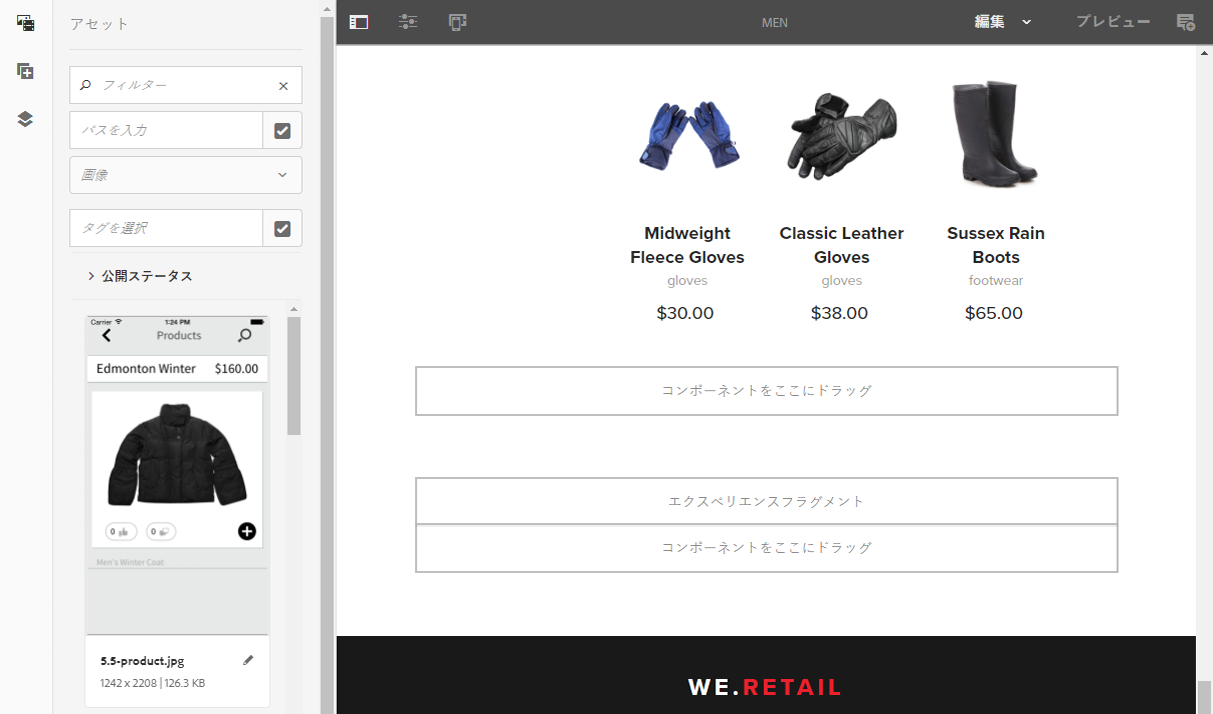 アセット
フィルター
パスを入力
画像
タグを選択
公開ステータス
Carrier 1:24 PM
Products
Edmonton Winter $160.00
0 0
Men's Winter Coat
5.5-product.jpg
1242 x 2208 | 126.3 KB
MEN
編集
プレビュー
Midweight
Fleece Gloves
gloves
$30.00
Classic Leather
Gloves
gloves
$38.00
Sussex Rain
Boots
footwear
$65.00
コンポーネントをここにドラッグ
エクスペリエンスフラグメント
コンポーネントをここにドラッグ
WE.RETAIL